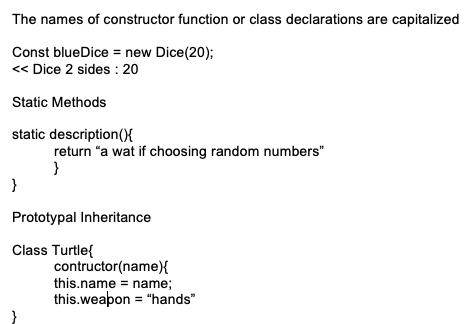 The names of constructor function or class declarations are capitalized
Const blueDice = new Dice(20);
<< Dice 2 sides : 20
Static Methods
static description(){
return “a wat if choosing random numbers”
}
}
Prototypal Inheritance
Class Turtle{
contructor(name){
this.name = name;
this.weapon = “hands”
}